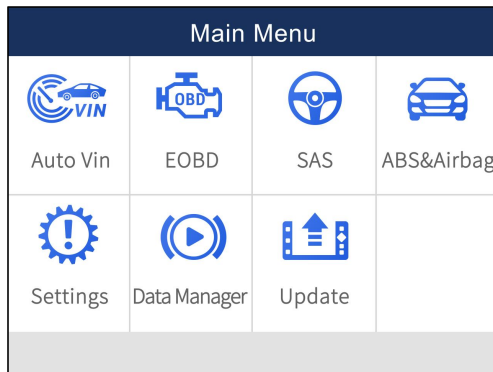 Main Menu
VIN
OBD
Auto Vin
EOBD
SAS
ABS&Airbag
Settings
Data Manager
Update